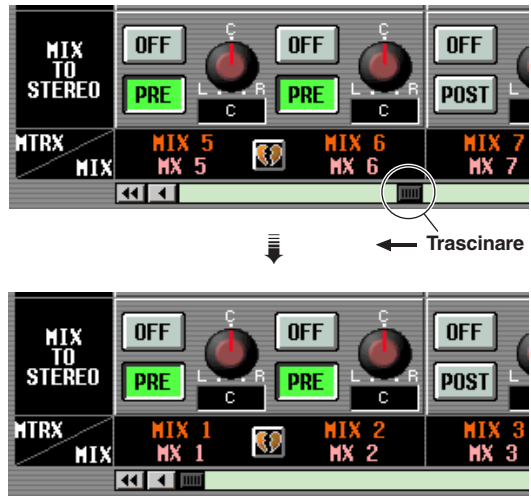 MIX TO STEREO
OFF C OFF C OFF
PRE L R PRE L R POST L
C C
MTRX MIX 5 MIX 6 MIX 7
MIX MX 5 MX 6 MX 7
Trascinare
MIX TO STEREO
OFF C OFF C OFF
PRE L R PRE L R POST L
C C
MTRX MIX 1 MIX 2 MIX 3
MIX MX 1 MX 2 MX 3